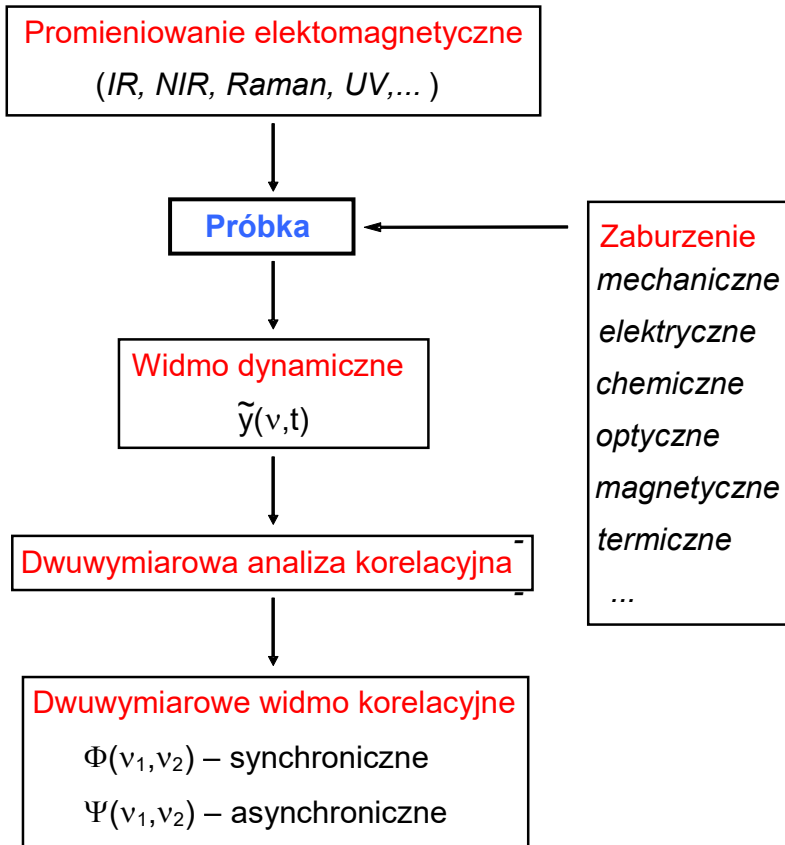 Promieniowanie elektomagnetyczne
(IR, NIR, Raman, UV,... )
Próbka
Zaburzenie
mechaniczne
elektryczne
chemiczne
optyczne
magnetyczne
termiczne
...
Widmo dynamiczne
ỹ(ν,t)
Dwuwymiarowa analiza korelacyjna
Dwuwymiarowe widmo korelacyjne
Φ(ν₁,ν₂) – synchroniczne
Ψ(ν₁,ν₂) – asynchroniczne